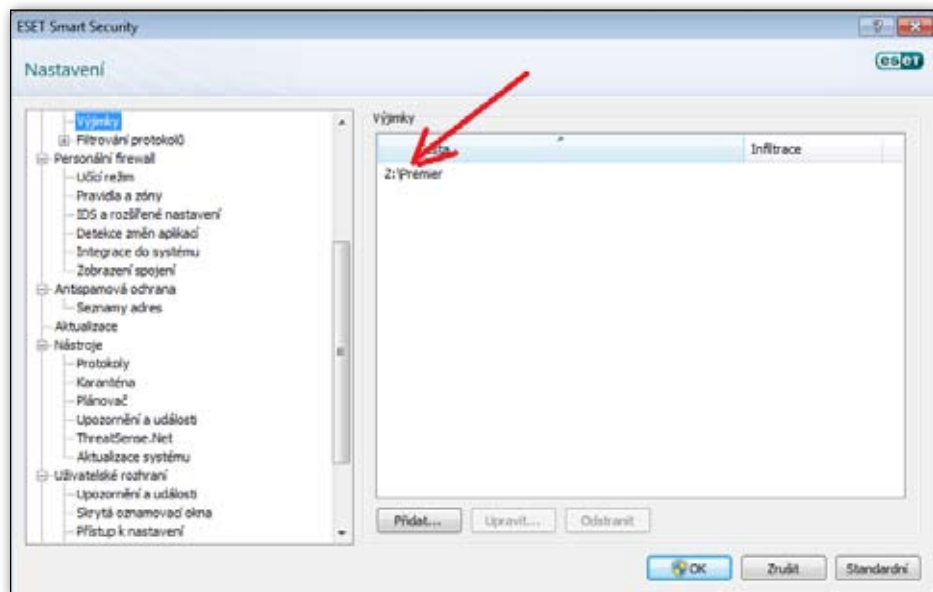 ESET Smart Security
eset
Nastavení
Výjimky
Filtrování protokolů
Personální firewall
Učící režim
Pravidla a zóny
IDS a rozšířené nastavení
Detekce změn aplikací
Integrace do systému
Zobrazení spojení
Antispamová ochrana
Seznamy adres
Aktualizace
Nástroje
Protokoly
Karanténa
Plánovač
Upozornění a události
ThreatSense.Net
Aktualizace systému
Uživatelské rozhraní
Upozornění a události
Skrytá oznamovací okna
Přístup k nastavení
Výjimky
Infiltrace
Z:\Premier
Přidat... Upravit... Odstranit
OK Zrušit Standardní